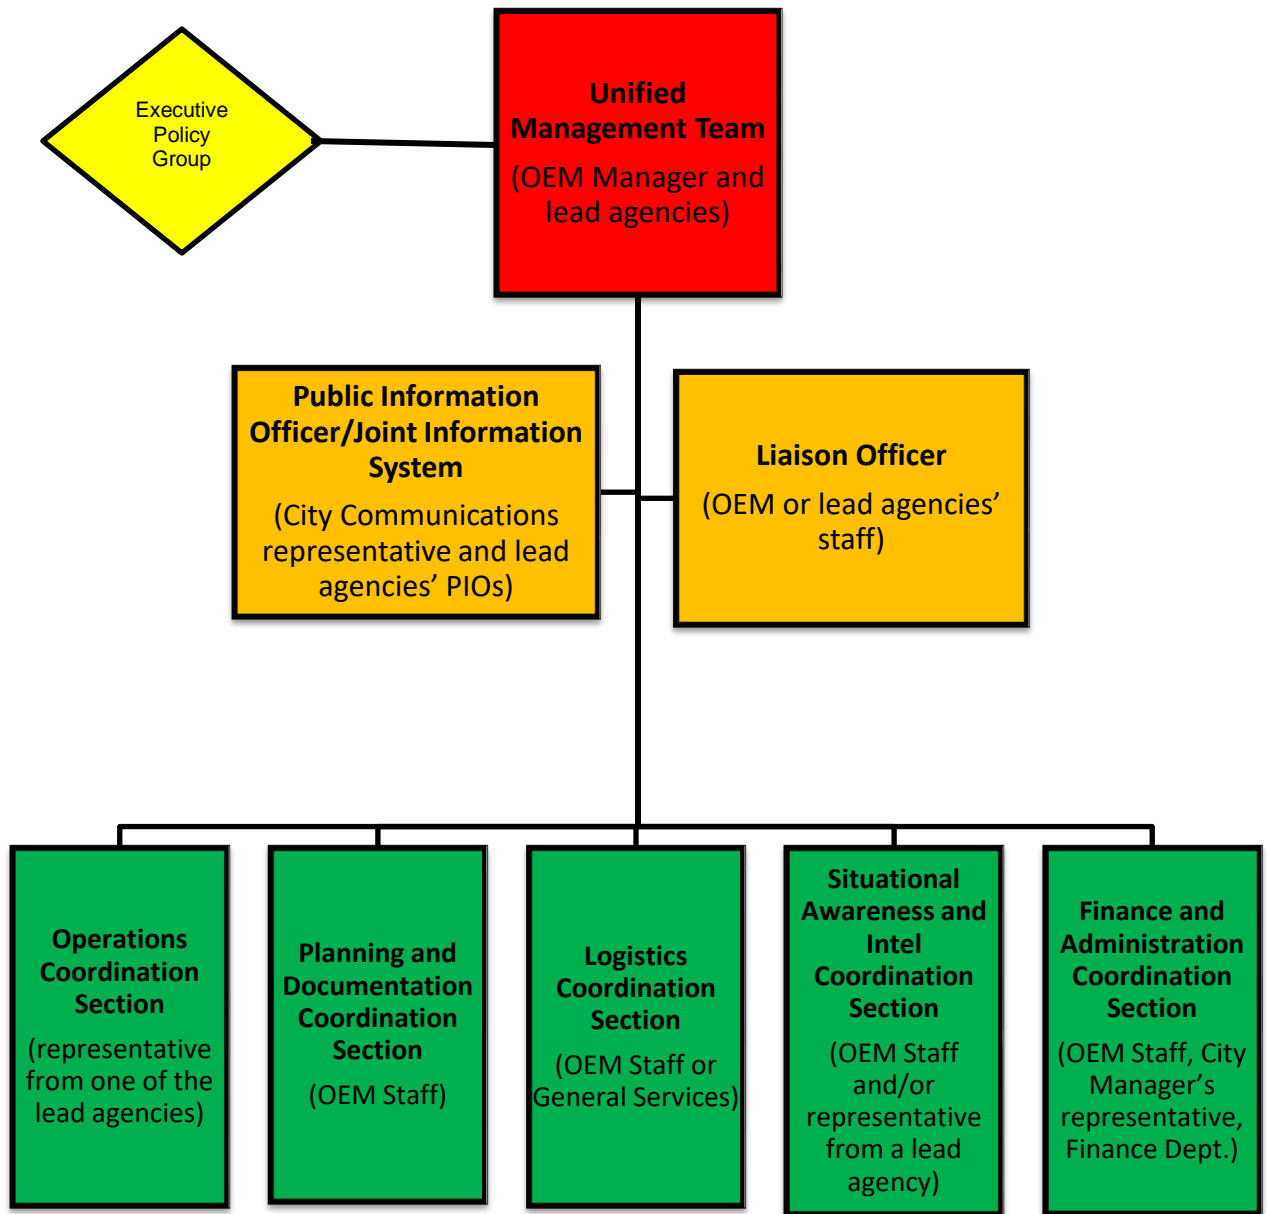 Executive
Policy
Group
Unified
Management Team
(OEM Manager and
lead agencies)
Public Information
Officer/Joint Information
System
(City Communications
representative and lead
agencies’ PIOs)
Liaison Officer
(OEM or lead agencies’
staff)
Operations
Coordination
Section
(representative
from one of the
lead agencies)
Planning and
Documentation
Coordination
Section
(OEM Staff)
Logistics
Coordination
Section
(OEM Staff or
General Services)
Situational
Awareness and
Intel
Coordination
Section
(OEM Staff
and/or
representative
from a lead
agency)
Finance and
Administration
Coordination
Section
(OEM Staff, City
Manager’s
representative,
Finance Dept.)